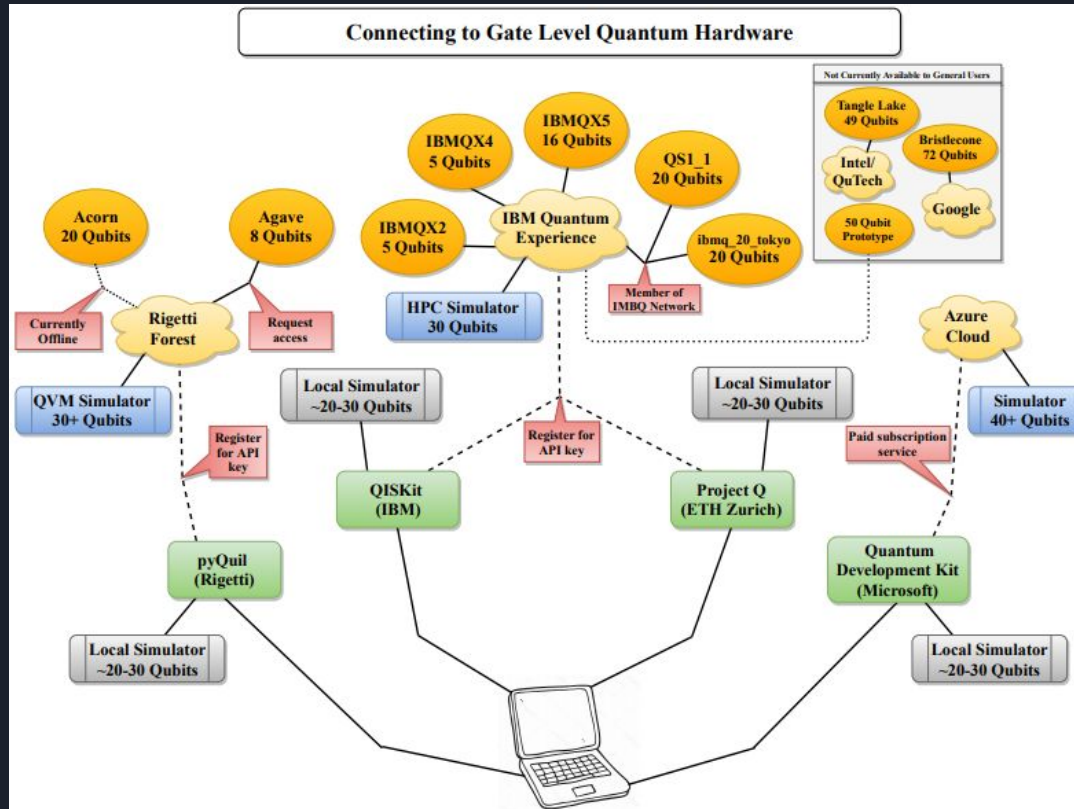 Connecting to Gate Level Quantum Hardware
Not Currently Available to General Users
Tangle Lake
49 Qubits
Bristlecone
72 Qubits
Intel/
QuTech
Google
50 Qubit
Prototype
IBMQX4
5 Qubits
IBMQX5
16 Qubits
QS1_1
20 Qubits
IBMQX2
5 Qubits
IBM Quantum
Experience
ibmq_20_tokyo
20 Qubits
Member of
IMBQ Network
HPC Simulator
30 Qubits
Acorn
20 Qubits
Agave
8 Qubits
Currently
Offline
Rigetti
Forest
Request
access
QVM Simulator
30+ Qubits
Azure
Cloud
Simulator
40+ Qubits
Local Simulator
~20-30 Qubits
Local Simulator
~20-30 Qubits
Register
for API
key
Register for
API key
Paid subscription
service
QISKit
(IBM)
Project Q
(ETH Zurich)
pyQuil
(Rigetti)
Quantum
Development Kit
(Microsoft)
Local Simulator
~20-30 Qubits
Local Simulator
~20-30 Qubits